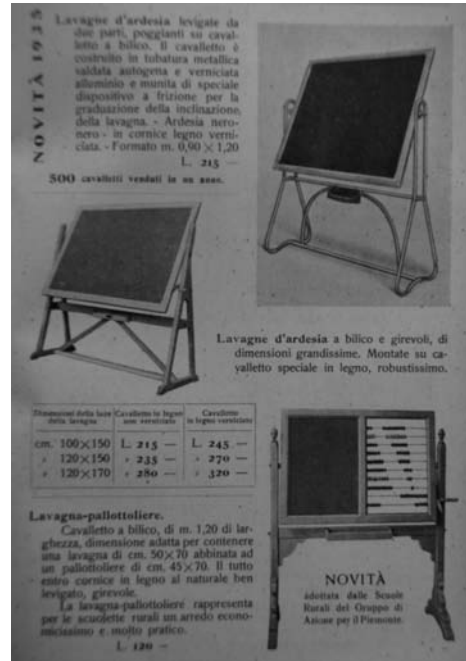 NOVITÀ 1935
Lavagne d'ardesia levigate da
due parti, poggianti su caval-
letto a bilico. Il cavalletto è
costruito in tubatura metallica
saldata autogena e verniciata
alluminio e munita di speciale
dispositivo a frizione per la
graduazione della inclinazione
della lavagna. - Ardesia nero-
nero - in cornice legno verni-
ciata. - Formato m. 0,90 × 1,20
L. 215 —
500 cavalletti venduti in un anno.
Lavagne d'ardesia a bilico e girevoli, di
dimensioni grandissime. Montate su ca-
valletto speciale in legno, robustissimo.
Dimensioni della luce della lavagna | Cavalletto in legno non verniciato | Cavalletto in legno verniciato
cm. 100×150 | L. 215 — | L. 245 —
» 120×150 | » 235 — | » 270 —
» 120×170 | » 280 — | » 320 —
Lavagna-pallottoliere.
Cavalletto a bilico, di m. 1,20 di lar-
ghezza, dimensione adatta per contenere
una lavagna di cm. 50×70 abbinata ad
un pallottoliere di cm. 45×70. Il tutto
entro cornice in legno al naturale ben
levigato, girevole.
La lavagna-pallottoliere rappresenta
per le scuolette rurali un arredo econo-
micissimo e molto pratico.
L. 120 —
NOVITÀ
adottata dalle Scuole
Rurali del Gruppo di
Azione per il Piemonte.